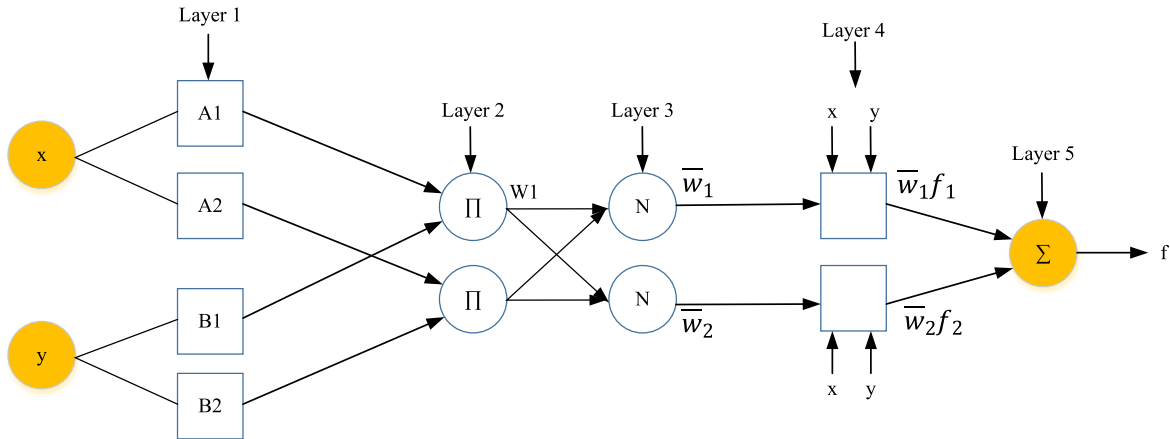 Layer 1
Layer 4
A1
Layer 2
Layer 3
x y
Layer 5
x
W1
w̅₁
w̅₁f₁
A2
∏
N
∑
f
B1
∏
N
w̅₂
w̅₂f₂
y
x y
B2